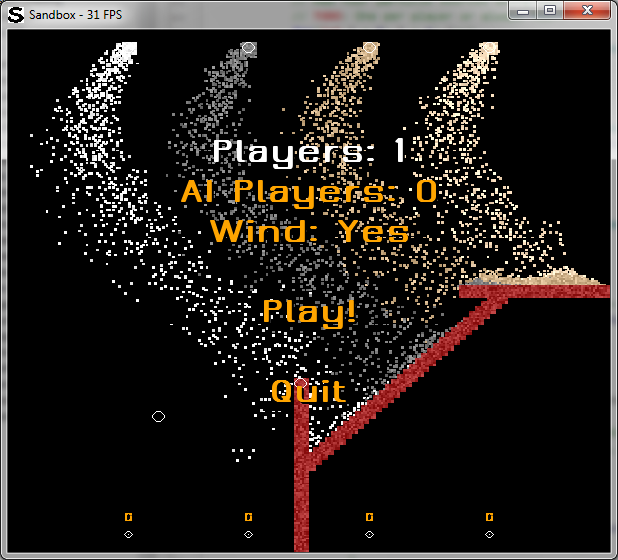 Sandbox - 31 FPS
Players: 1
AI Players: 0
Wind: Yes
Play!
Quit
0 0 0 0